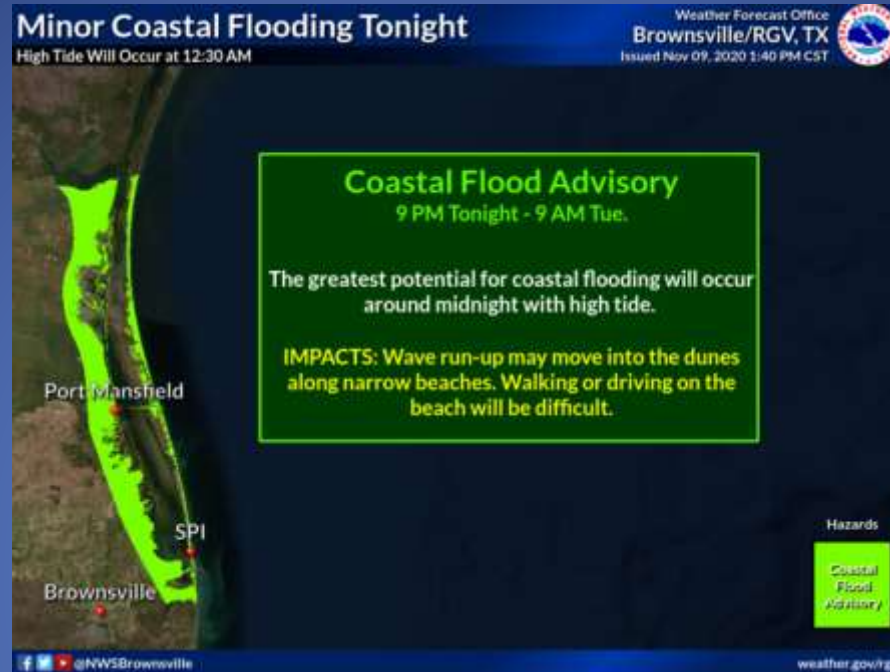 Minor Coastal Flooding Tonight
High Tide Will Occur at 12:30 AM
Weather Forecast Office
Brownsville/RGV, TX
Issued Nov 09, 2020 1:40 PM CST
Coastal Flood Advisory
9 PM Tonight - 9 AM Tue.
The greatest potential for coastal flooding will occur
around midnight with high tide.
IMPACTS: Wave run-up may move into the dunes
along narrow beaches. Walking or driving on the
beach will be difficult.
Port Mansfield
SPI
Brownsville
Hazards
Coastal
Flood
Advisory
@NWSBrownsville